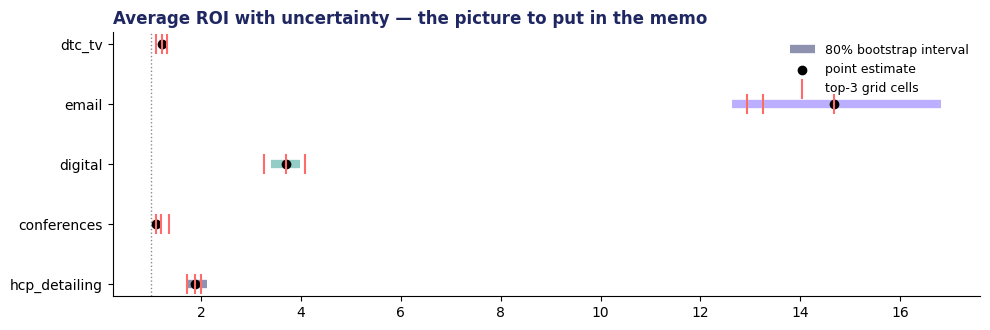 Average ROI with uncertainty — the picture to put in the memo
dtc_tv
email
digital
conferences
hcp_detailing
80% bootstrap interval
point estimate
top-3 grid cells
2 4 6 8 10 12 14 16